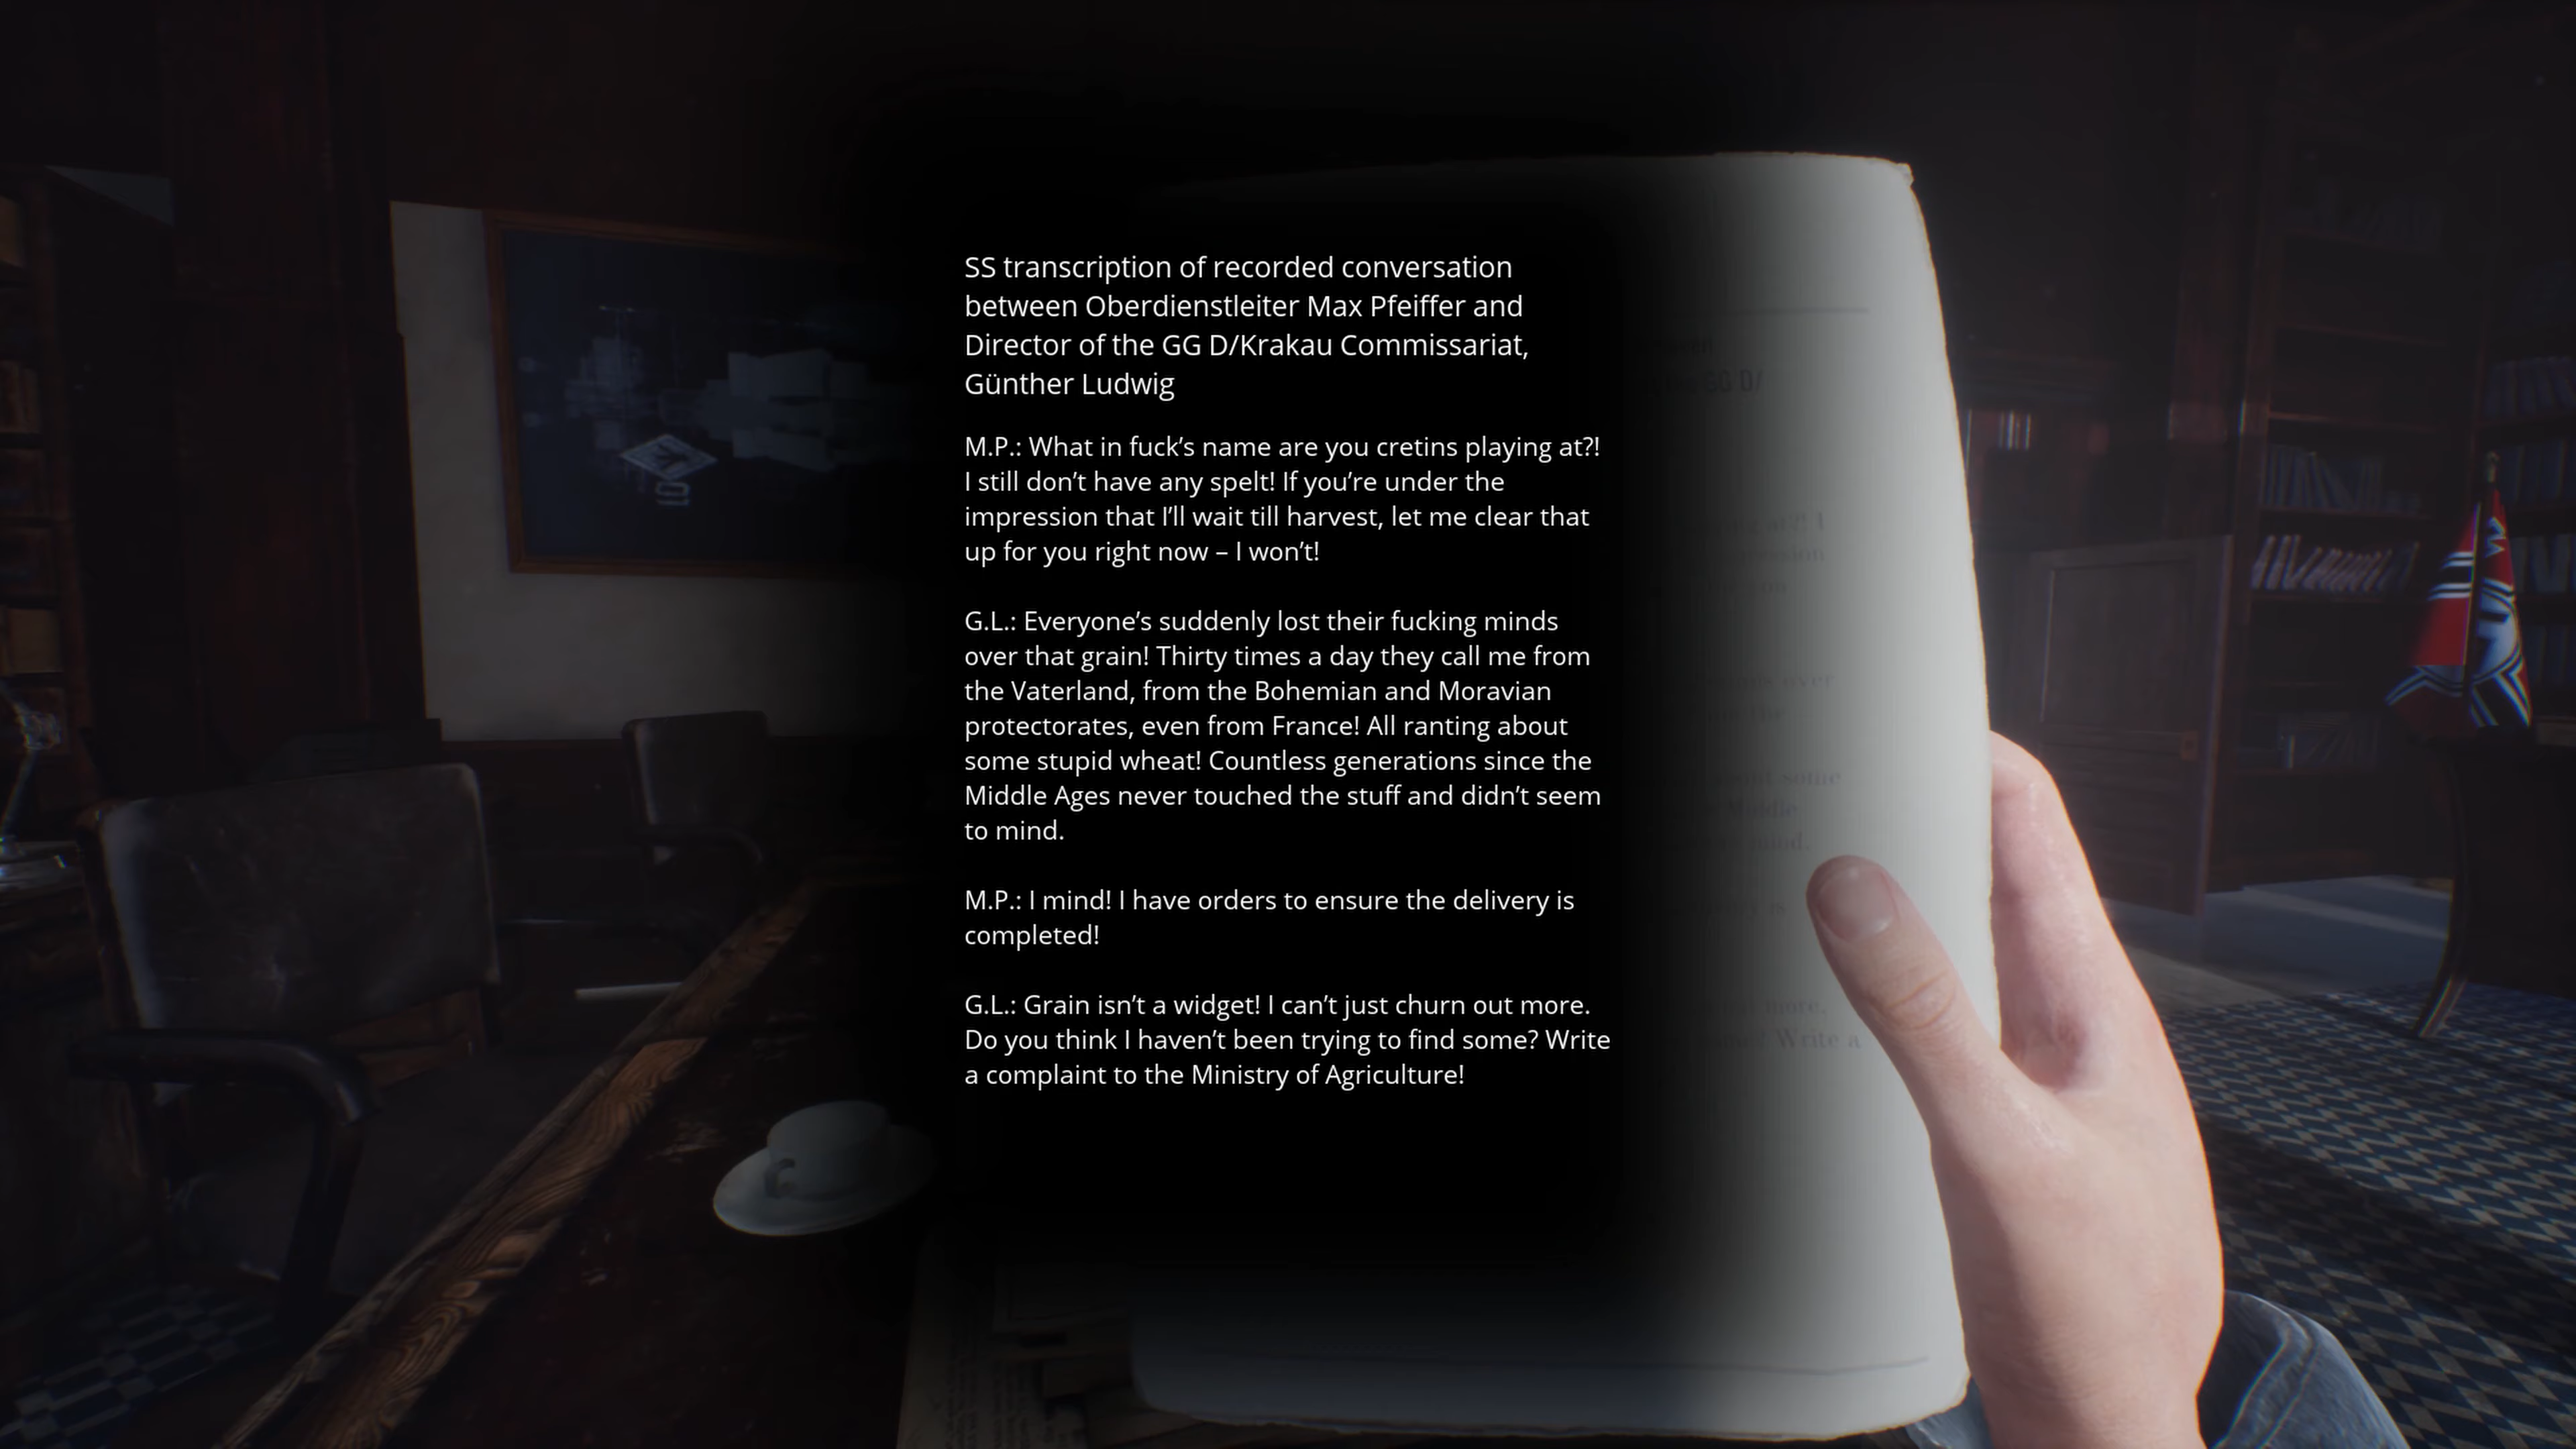 SS transcription of recorded conversation
between Oberdienstleiter Max Pfeiffer and
Director of the GG D/Krakau Commissariat,
Günther Ludwig
M.P.: What in fuck’s name are you cretins playing at?!
I still don’t have any spelt! If you’re under the
impression that I’ll wait till harvest, let me clear that
up for you right now – I won’t!
G.L.: Everyone’s suddenly lost their fucking minds
over that grain! Thirty times a day they call me from
the Vaterland, from the Bohemian and Moravian
protectorates, even from France! All ranting about
some stupid wheat! Countless generations since the
Middle Ages never touched the stuff and didn’t seem
to mind.
M.P.: I mind! I have orders to ensure the delivery is
completed!
G.L.: Grain isn’t a widget! I can’t just churn out more.
Do you think I haven’t been trying to find some? Write
a complaint to the Ministry of Agriculture!